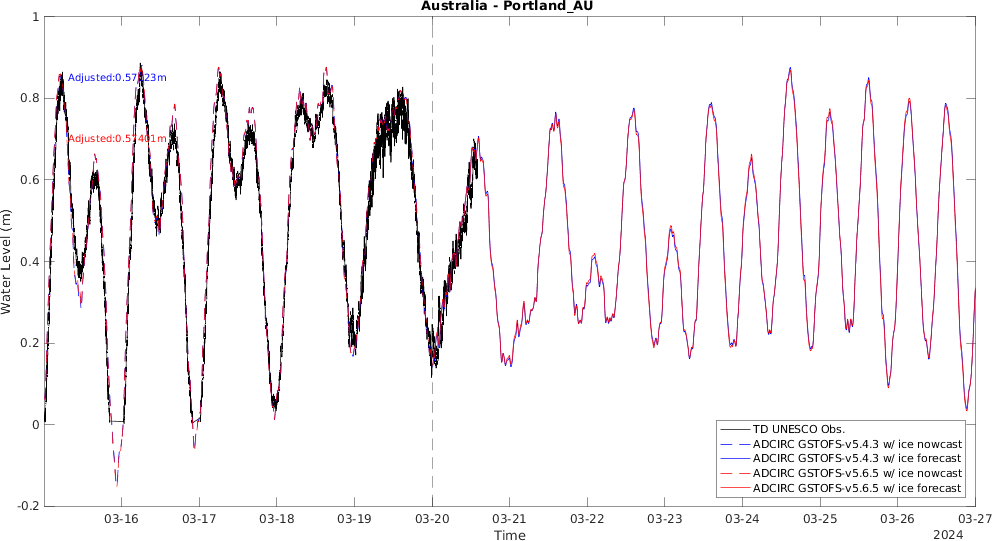 Australia - Portland_AU
1
0.8
0.6
0.4
0.2
0
-0.2
Water Level (m)
Adjusted:0.57401m
03-16
03-17
03-18
03-19
03-20
03-21
03-22
03-23
03-24
03-25
03-26
03-27
Time
2024
TD UNESCO Obs.
ADCIRC GSTOFS-v5.4.3 w/ ice nowcast
ADCIRC GSTOFS-v5.4.3 w/ ice forecast
ADCIRC GSTOFS-v5.6.5 w/ ice nowcast
ADCIRC GSTOFS-v5.6.5 w/ ice forecast